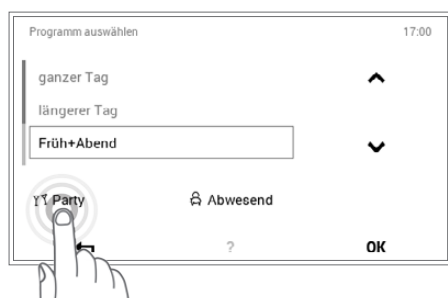 Programm auswählen 17:00
ganzer Tag
längerer Tag
Früh+Abend
Party Abwesend
? OK